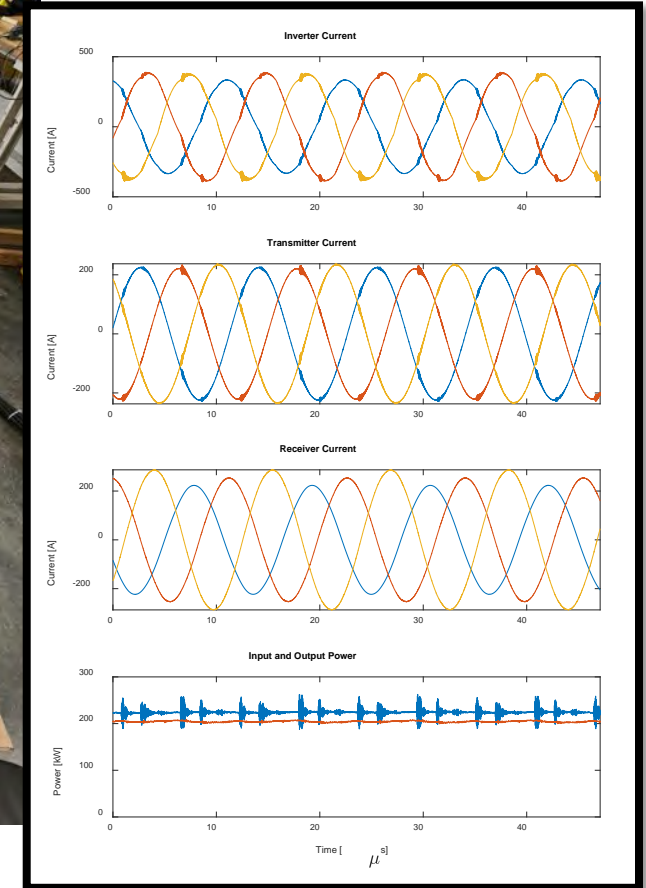 Inverter Current
500
0
-500
Current [A]
0 10 20 30 40
Transmitter Current
200
0
-200
Current [A]
0 10 20 30 40
Receiver Current
200
0
-200
Current [A]
0 10 20 30 40
Input and Output Power
300
200
100
0
Power [kW]
0 10 20 30 40
Time [ μs]